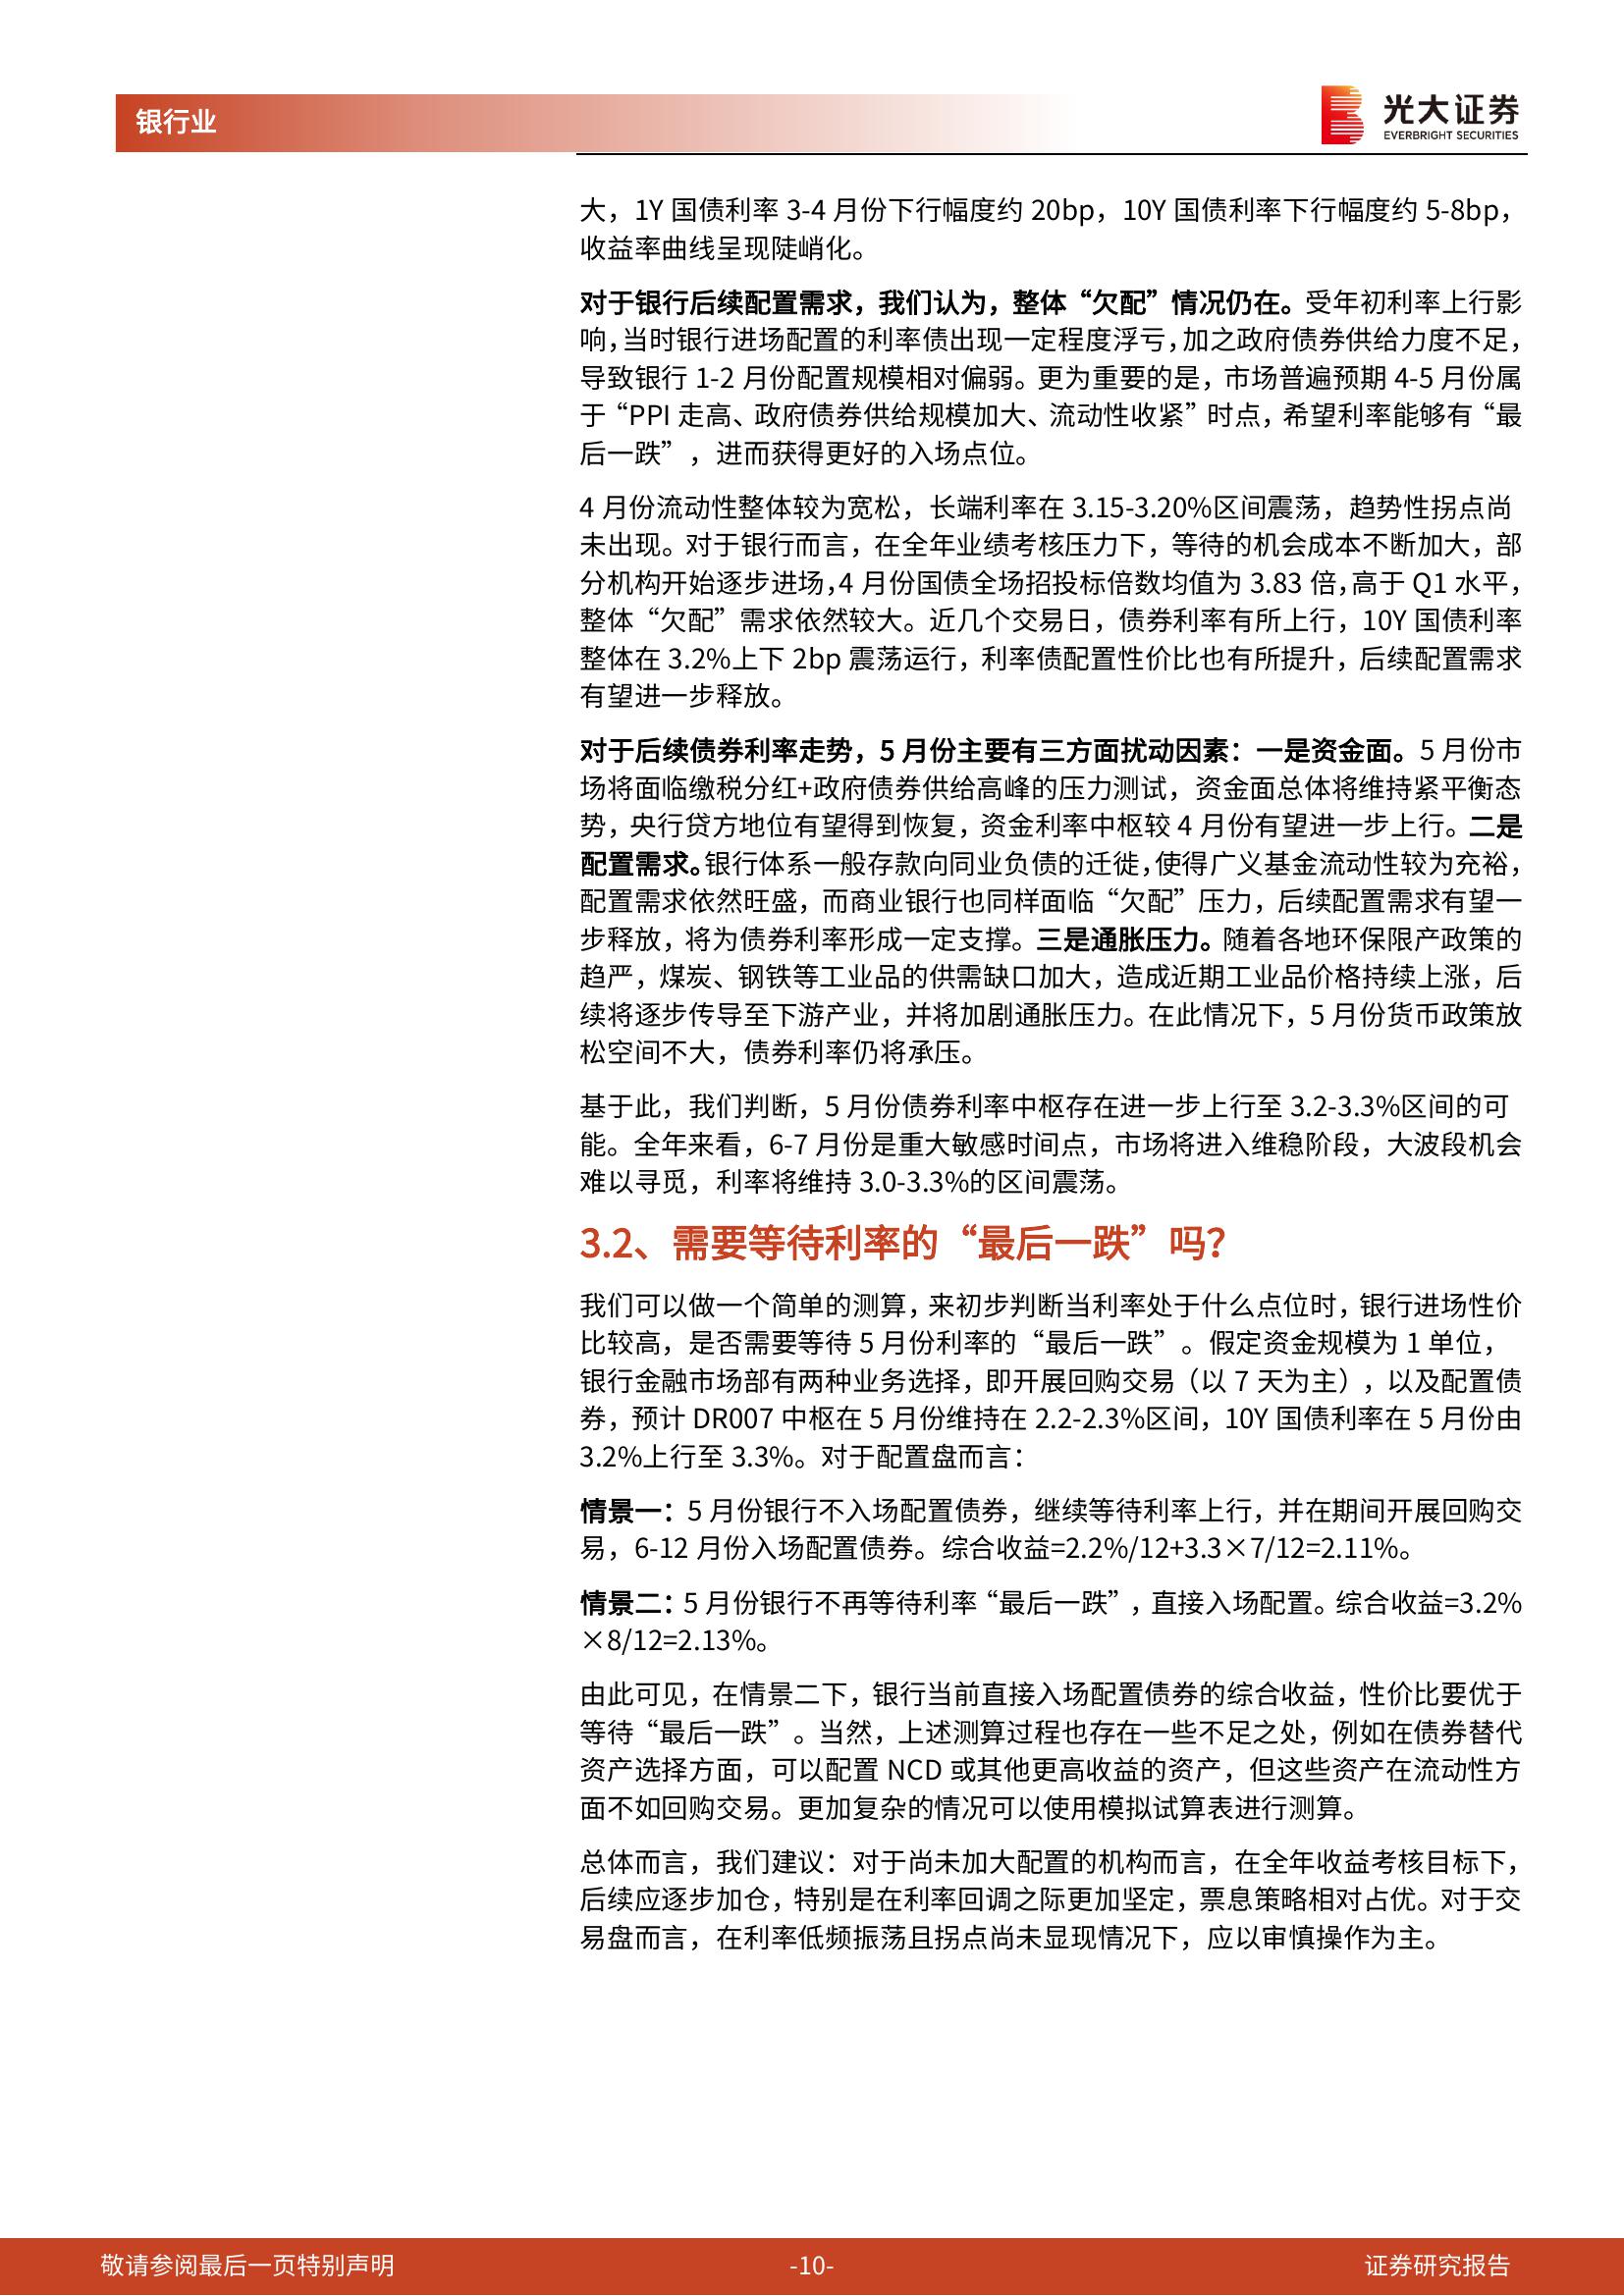 银行业
光大证券
EVERBRIGHT SECURITIES
大，1Y 国债利率 3-4 月份下行幅度约 20bp，10Y 国债利率下行幅度约 5-8bp，
收益率曲线呈现陡峭化。
对于银行后续配置需求，我们认为，整体“欠配”情况仍在。受年初利率上行影
响，当时银行进场配置的利率债出现一定程度浮亏，加之政府债券供给力度不足，
导致银行 1-2 月份配置规模相对偏弱。更为重要的是，市场普遍预期 4-5 月份属
于“PPI 走高、政府债券供给规模加大、流动性收紧”时点，希望利率能够有“最
后一跌”，进而获得更好的入场点位。
4 月份流动性整体较为宽松，长端利率在 3.15-3.20%区间震荡，趋势性拐点尚
未出现。对于银行而言，在全年业绩考核压力下，等待的机会成本不断加大，部
分机构开始逐步进场，4 月份国债全场招投标倍数均值为 3.83 倍，高于 Q1 水平，
整体“欠配”需求依然较大。近几个交易日，债券利率有所上行，10Y 国债利率
整体在 3.2%上下 2bp 震荡运行，利率债配置性价比也有所提升，后续配置需求
有望进一步释放。
对于后续债券利率走势，5 月份主要有三方面扰动因素：一是资金面。5 月份市
场将面临缴税分红+政府债券供给高峰的压力测试，资金面总体将维持紧平衡态
势，央行贷方地位有望得到恢复，资金利率中枢较 4 月份有望进一步上行。二是
配置需求。银行体系一般存款向同业负债的迁徙，使得广义基金流动性较为充裕，
配置需求依然旺盛，而商业银行也同样面临“欠配”压力，后续配置需求有望一
步释放，将为债券利率形成一定支撑。三是通胀压力。随着各地环保限产政策的
趋严，煤炭、钢铁等工业品的供需缺口加大，造成近期工业品价格持续上涨，后
续将逐步传导至下游产业，并将加剧通胀压力。在此情况下，5 月份货币政策放
松空间不大，债券利率仍将承压。
基于此，我们判断，5 月份债券利率中枢存在进一步上行至 3.2-3.3%区间的可
能。全年来看，6-7 月份是重大敏感时间点，市场将进入维稳阶段，大波段机会
难以寻觅，利率将维持 3.0-3.3%的区间震荡。
3.2、需要等待利率的“最后一跌”吗？
我们可以做一个简单的测算，来初步判断当利率处于什么点位时，银行进场性价
比较高，是否需要等待 5 月份利率的“最后一跌”。假定资金规模为 1 单位，
银行金融市场部有两种业务选择，即开展回购交易（以 7 天为主），以及配置债
券，预计 DR007 中枢在 5 月份维持在 2.2-2.3%区间，10Y 国债利率在 5 月份由
3.2%上行至 3.3%。对于配置盘而言：
情景一：5 月份银行不入场配置债券，继续等待利率上行，并在期间开展回购交
易，6-12 月份入场配置债券。综合收益=2.2%/12+3.3×7/12=2.11%。
情景二：5 月份银行不再等待利率“最后一跌”，直接入场配置。综合收益=3.2%
×8/12=2.13%。
由此可见，在情景二下，银行当前直接入场配置债券的综合收益，性价比要优于
等待“最后一跌”。当然，上述测算过程也存在一些不足之处，例如在债券替代
资产选择方面，可以配置 NCD 或其他更高收益的资产，但这些资产在流动性方
面不如回购交易。更加复杂的情况可以使用模拟试算表进行测算。
总体而言，我们建议：对于尚未加大配置的机构而言，在全年收益考核目标下，
后续应逐步加仓，特别是在利率回调之际更加坚定，票息策略相对占优。对于交
易盘而言，在利率低频振荡且拐点尚未显现情况下，应以审慎操作为主。
敬请参阅最后一页特别声明
-10-
证券研究报告